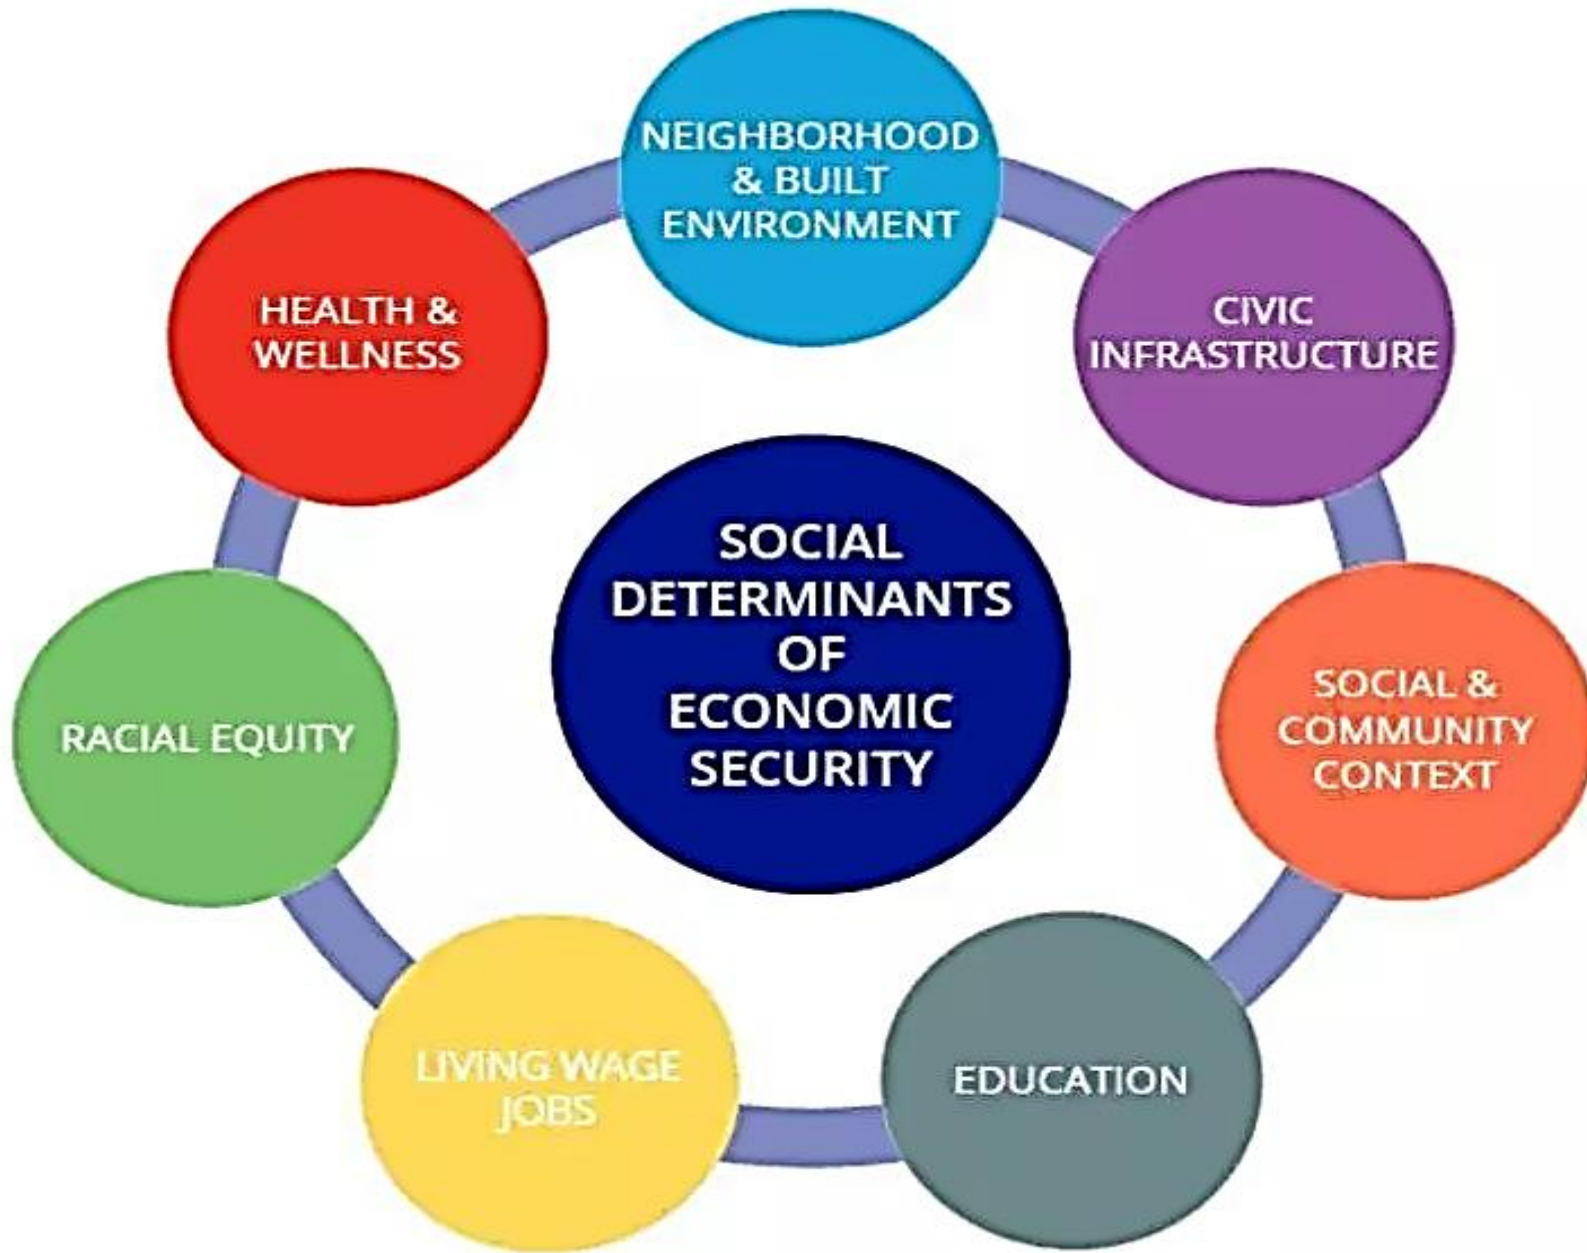 NEIGHBORHOOD
& BUILT
ENVIRONMENT
CIVIC
INFRASTRUCTURE
SOCIAL &
COMMUNITY
CONTEXT
EDUCATION
LIVING WAGE
JOBS
RACIAL EQUITY
HEALTH &
WELLNESS
SOCIAL
DETERMINANTS
OF
ECONOMIC
SECURITY